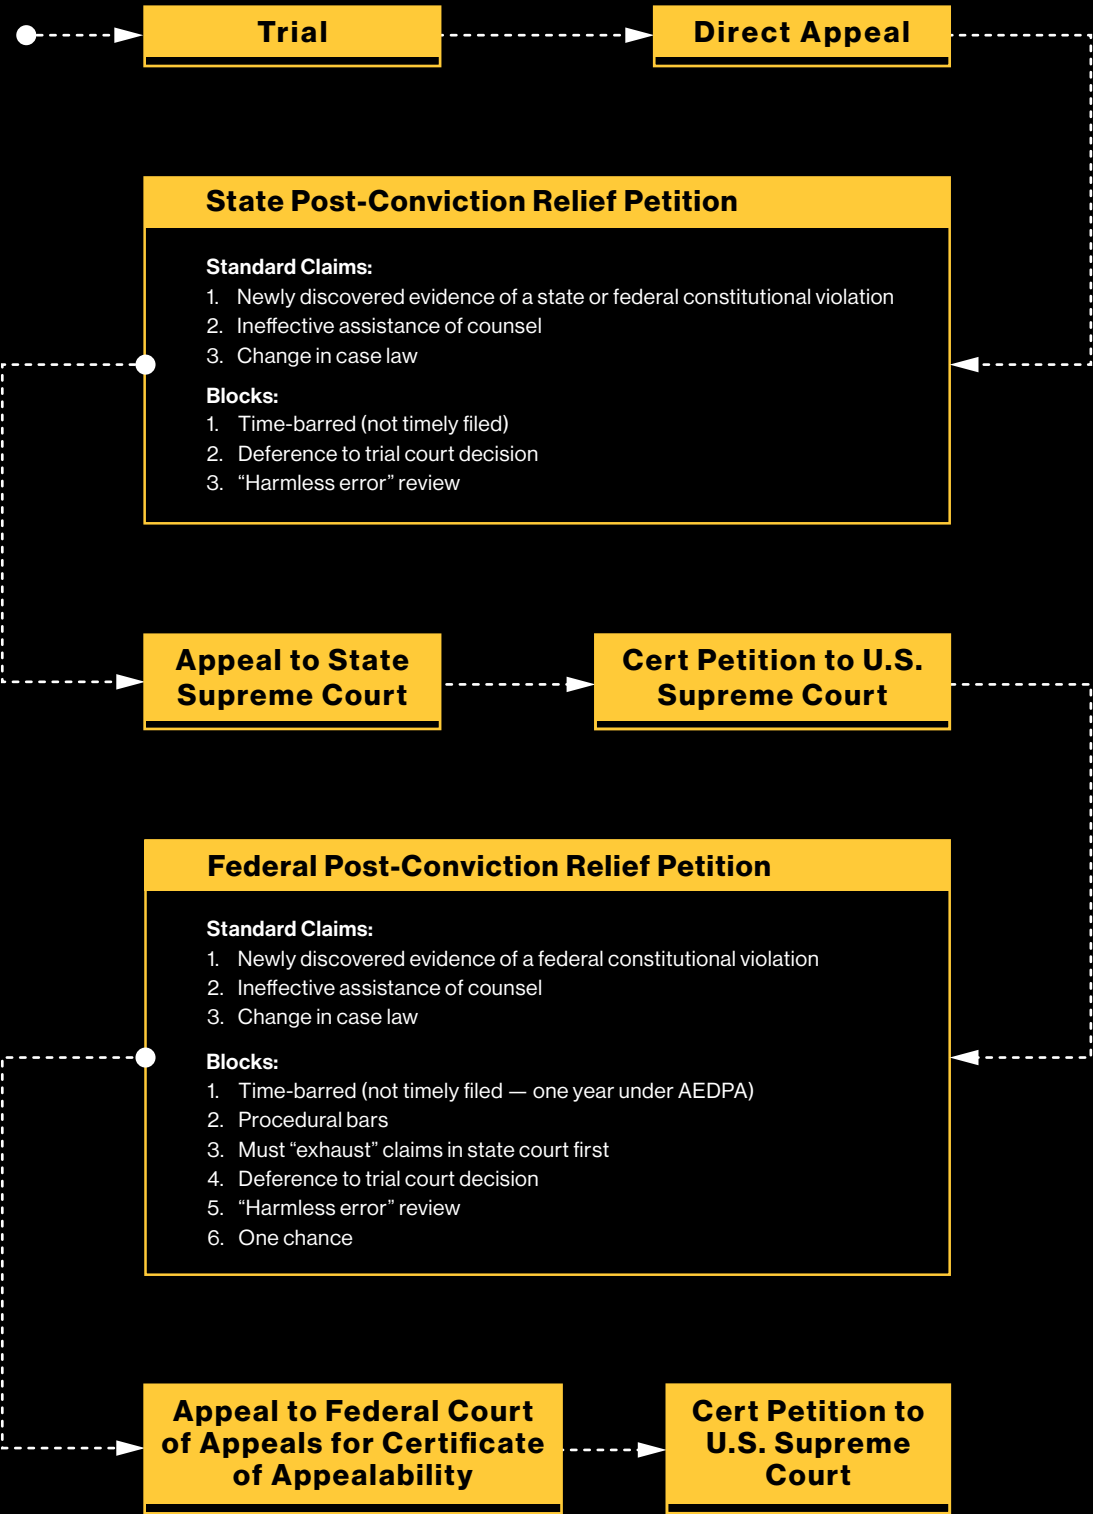 Trial
Direct Appeal
State Post-Conviction Relief Petition
Standard Claims:
1. Newly discovered evidence of a state or federal constitutional violation
2. Ineffective assistance of counsel
3. Change in case law
Blocks:
1. Time-barred (not timely filed)
2. Deference to trial court decision
3. “Harmless error” review
Appeal to State
Supreme Court
Cert Petition to U.S.
Supreme Court
Federal Post-Conviction Relief Petition
Standard Claims:
1. Newly discovered evidence of a federal constitutional violation
2. Ineffective assistance of counsel
3. Change in case law
Blocks:
1. Time-barred (not timely filed — one year under AEDPA)
2. Procedural bars
3. Must “exhaust” claims in state court first
4. Deference to trial court decision
5. “Harmless error” review
6. One chance
Appeal to Federal Court
of Appeals for Certificate
of Appealability
Cert Petition to
U.S. Supreme
Court